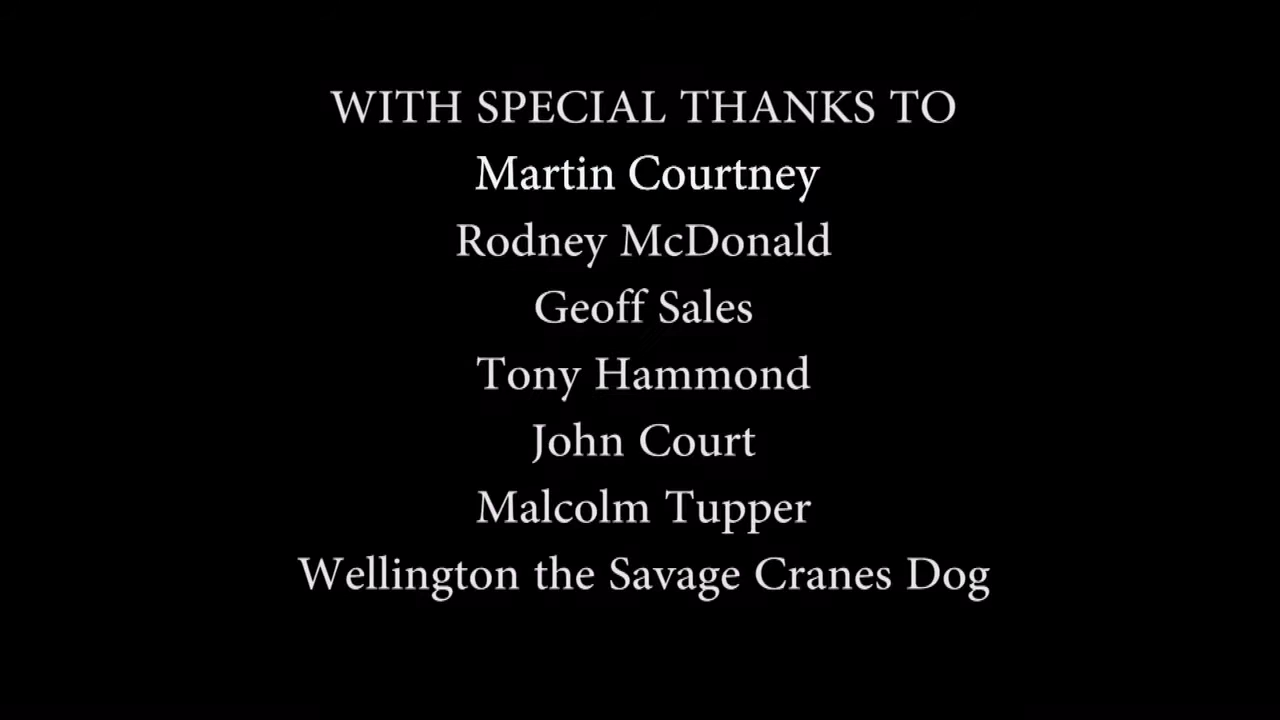 WITH SPECIAL THANKS TO
Martin Courtney
Rodney McDonald
Geoff Sales
Tony Hammond
John Court
Malcolm Tupper
Wellington the Savage Cranes Dog